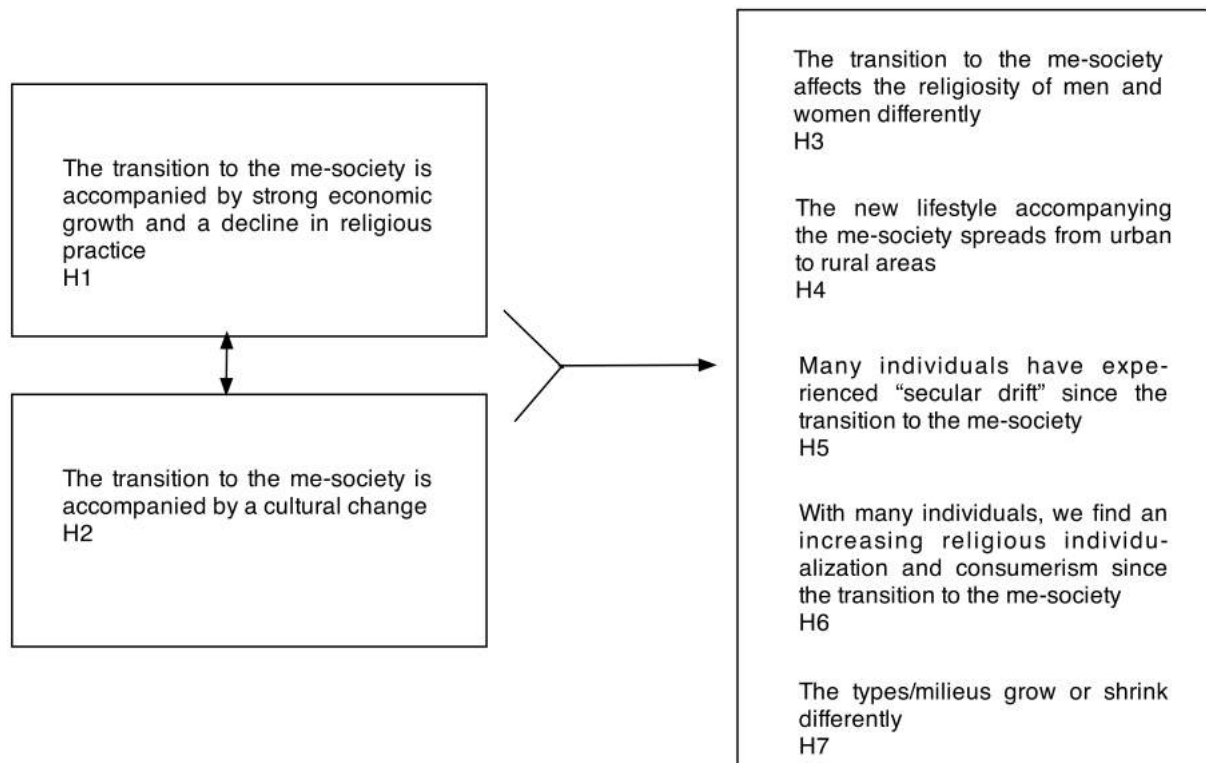 The transition to the me-society is
accompanied by strong economic
growth and a decline in religious
practice
H1
The transition to the me-society is
accompanied by a cultural change
H2
The transition to the me-society
affects the religiosity of men and
women differently
H3
The new lifestyle accompanying
the me-society spreads from urban
to rural areas
H4
Many individuals have expe-
rienced “secular drift” since the
transition to the me-society
H5
With many individuals, we find an
increasing religious individu-
alization and consumerism since
the transition to the me-society
H6
The types/milieus grow or shrink
differently
H7